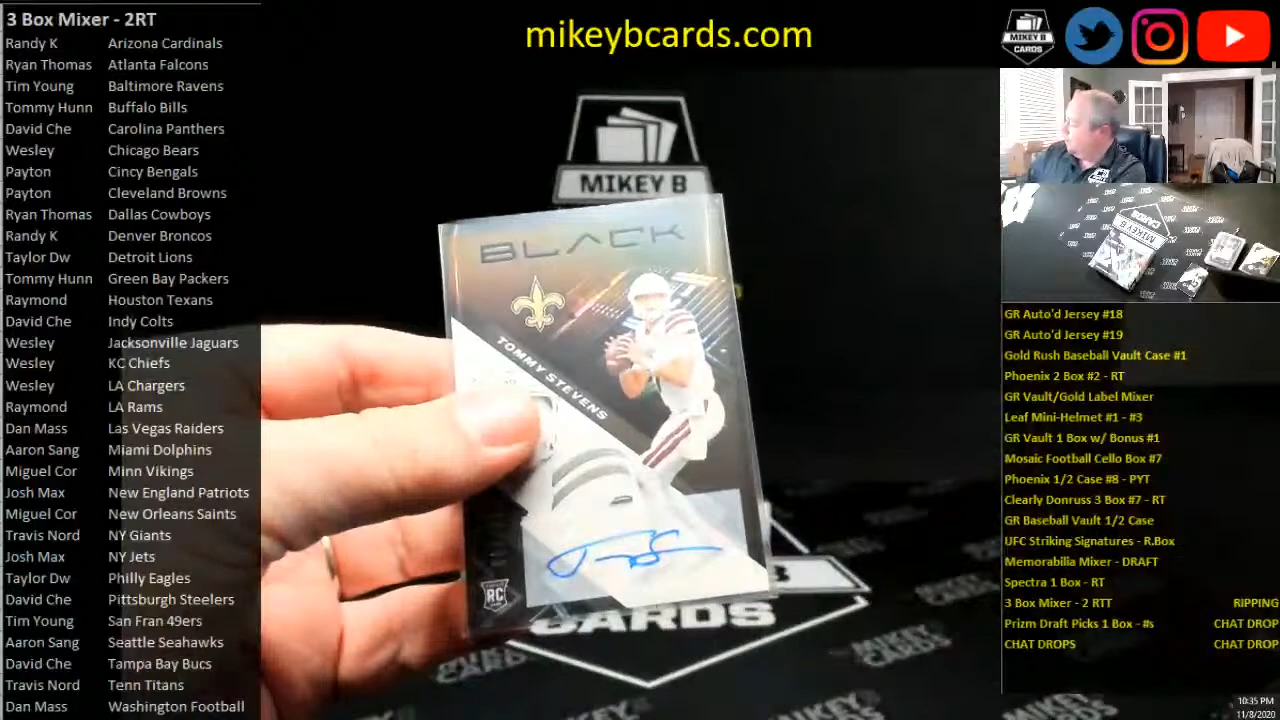 3 Box Mixer - 2RT
Randy K Arizona Cardinals
Ryan Thomas Atlanta Falcons
Tim Young Baltimore Ravens
Tommy Hunn Buffalo Bills
David Che Carolina Panthers
Wesley Chicago Bears
Payton Cincy Bengals
Payton Cleveland Browns
Ryan Thomas Dallas Cowboys
Randy K Denver Broncos
Taylor Dw Detroit Lions
Tommy Hunn Green Bay Packers
Raymond Houston Texans
David Che Indy Colts
Wesley Jacksonville Jaguars
Wesley KC Chiefs
Wesley LA Chargers
Raymond LA Rams
Dan Mass Las Vegas Raiders
Aaron Sang Miami Dolphins
Miguel Cor Minn Vikings
Josh Max New England Patriots
Miguel Cor New Orleans Saints
Travis Nord NY Giants
Josh Max NY Jets
Taylor Dw Philly Eagles
David Che Pittsburgh Steelers
Tim Young San Fran 49ers
Aaron Sang Seattle Seahawks
David Che Tampa Bay Bucs
Travis Nord Tenn Titans
Dan Mass Washington Football
mikeybcards.com
MIKEY B
BLACK
TOMMY STEVENS
RC
B
CARDS
MIKEY B
CARDS
MIKEY B
GR Auto'd Jersey #18
GR Auto'd Jersey #19
Gold Rush Baseball Vault Case #1
Phoenix 2 Box #2 - RT
GR Vault/Gold Label Mixer
Leaf Mini-Helmet #1 - #3
GR Vault 1 Box w/ Bonus #1
Mosaic Football Cello Box #7
Phoenix 1/2 Case #8 - PYT
Clearly Donruss 3 Box #7 - RT
GR Baseball Vault 1/2 Case
UFC Striking Signatures - R.Box
Memorabilia Mixer - DRAFT
Spectra 1 Box - RT
3 Box Mixer - 2 RTT RIPPING
Prizm Draft Picks 1 Box - #s CHAT DROP
CHAT DROPS CHAT DROP
10:35 PM
11/8/2020